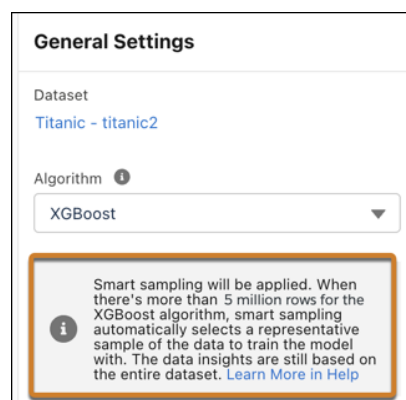 General Settings
Dataset
Titanic - titanic2
Algorithm
XGBoost
Smart sampling will be applied. When
there's more than 5 million rows for the
XGBoost algorithm, smart sampling
automatically selects a representative
sample of the data to train the model
with. The data insights are still based on
the entire dataset. Learn More in Help